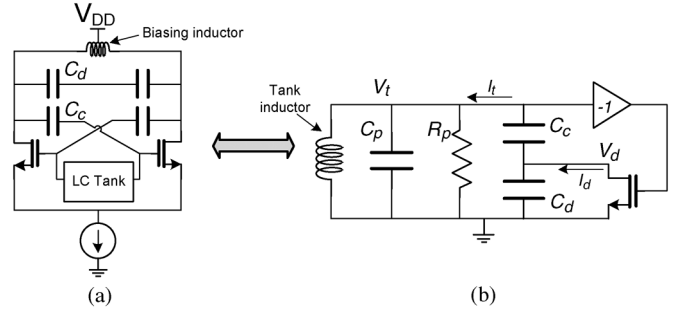 V_DD
Biasing inductor
C_d
C_c
LC Tank
(a)
Tank
inductor
V_t
I_t
C_p
R_p
C_c
-1
V_d
I_d
C_d
(b)